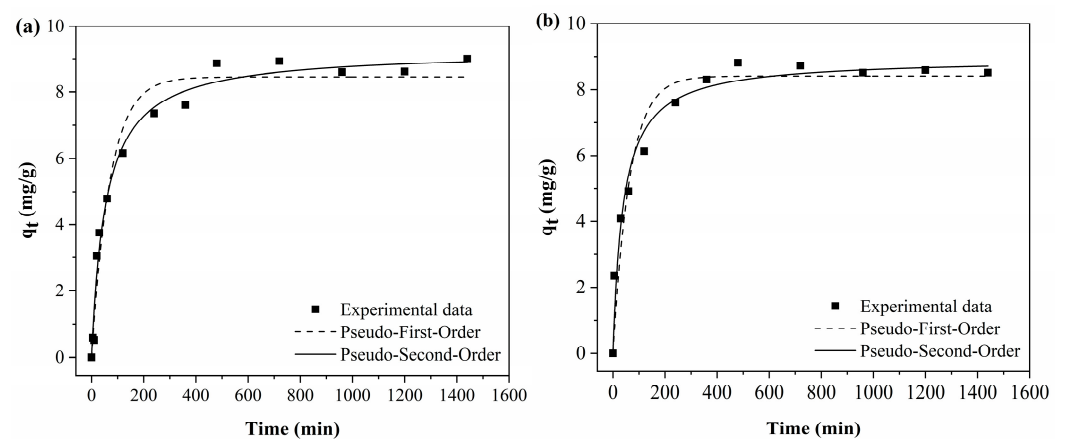 (a)
10
8
6
4
2
0
qt (mg/g)
Experimental data
Pseudo-First-Order
Pseudo-Second-Order
0 200 400 600 800 1000 1200 1400 1600
Time (min)
(b)
10
8
6
4
2
0
qt (mg/g)
Experimental data
Pseudo-First-Order
Pseudo-Second-Order
0 200 400 600 800 1000 1200 1400 1600
Time (min)